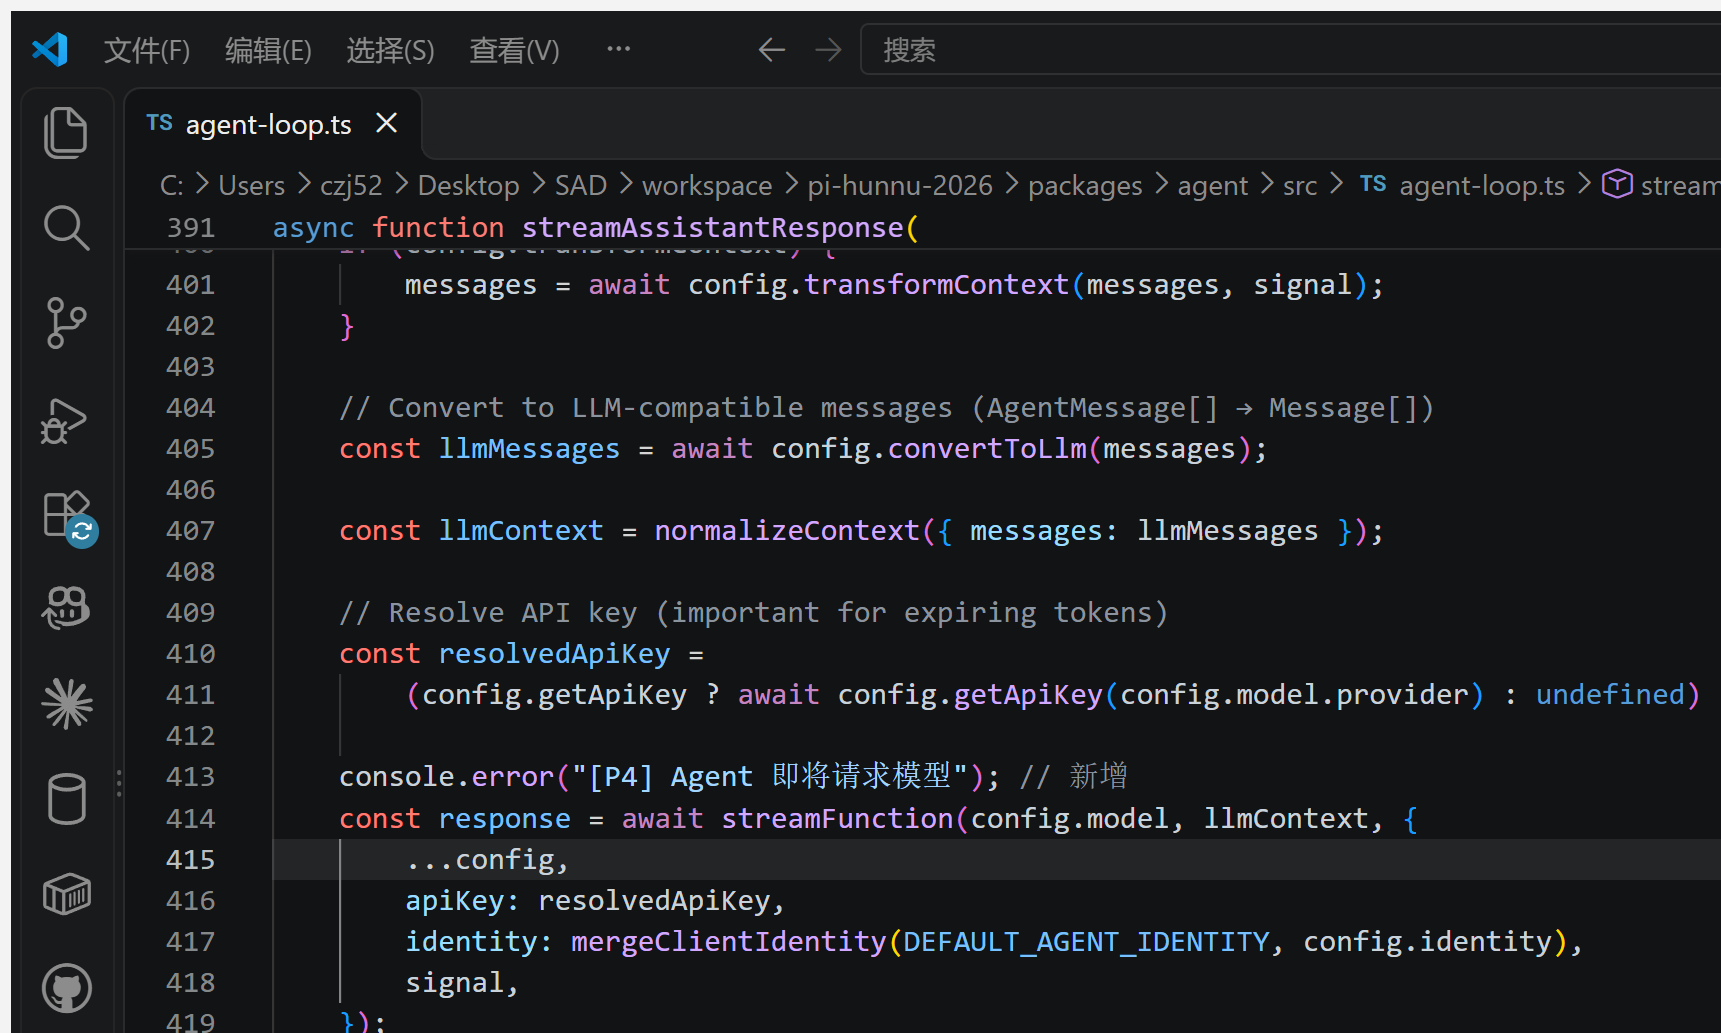 文件(F) 编辑(E) 选择(S) 查看(V) ··· 搜索
TS agent-loop.ts
C: > Users > czj52 > Desktop > SAD > workspace > pi-hunnu-2026 > packages > agent > src > TS agent-loop.ts > stream
391 async function streamAssistantResponse(
400 if (config.transformContext) {
401 messages = await config.transformContext(messages, signal);
402 }
403
404 // Convert to LLM-compatible messages (AgentMessage[] → Message[])
405 const llmMessages = await config.convertToLlm(messages);
406
407 const llmContext = normalizeContext({ messages: llmMessages });
408
409 // Resolve API key (important for expiring tokens)
410 const resolvedApiKey =
411 (config.getApiKey ? await config.getApiKey(config.model.provider) : undefined)
412
413 console.error("[P4] Agent 即将请求模型"); // 新增
414 const response = await streamFunction(config.model, llmContext, {
415 ...config,
416 apiKey: resolvedApiKey,
417 identity: mergeClientIdentity(DEFAULT_AGENT_IDENTITY, config.identity),
418 signal,
419 });